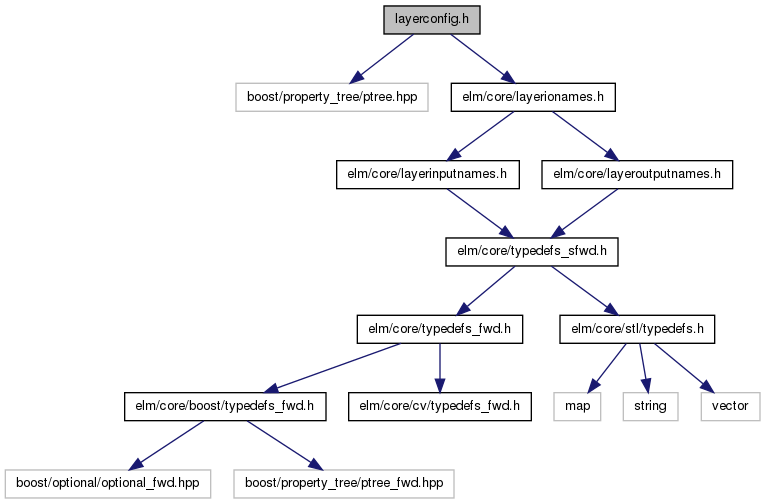 layerconfig.h
boost/property_tree/ptree.hpp
elm/core/layerionames.h
elm/core/layerinputnames.h
elm/core/layeroutputnames.h
elm/core/typedefs_sfwd.h
elm/core/typedefs_fwd.h
elm/core/stl/typedefs.h
elm/core/boost/typedefs_fwd.h
elm/core/cv/typedefs_fwd.h
map
string
vector
boost/optional/optional_fwd.hpp
boost/property_tree/ptree_fwd.hpp